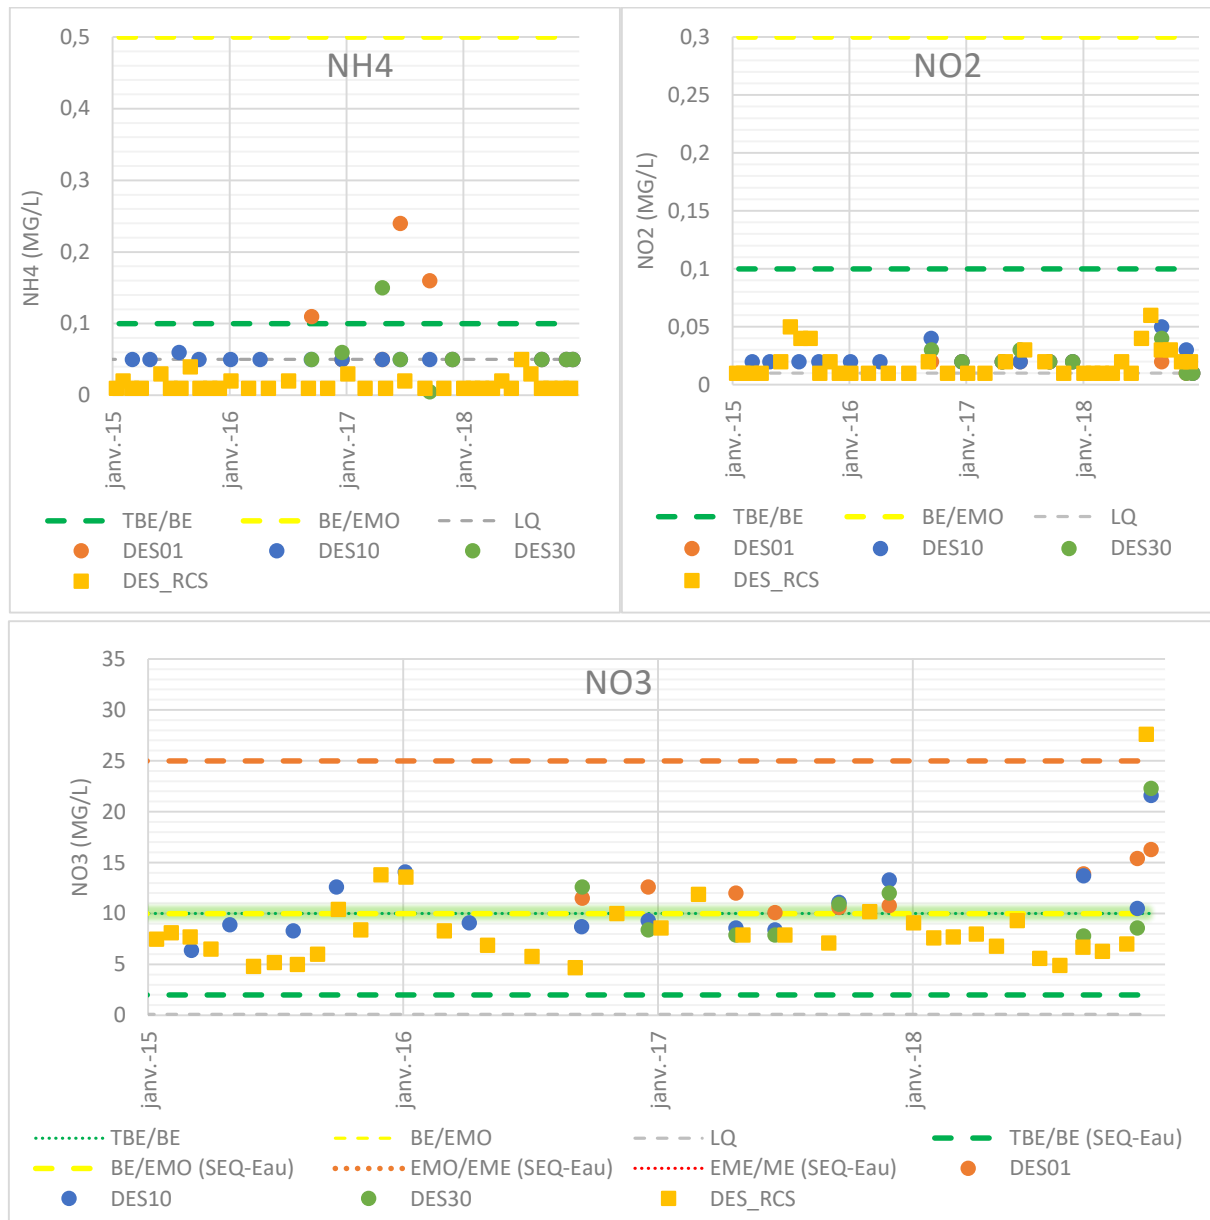 NH4
0,5
0,4
0,3
0,2
0,1
0
NH4 (MG/L)
janv.-15
janv.-16
janv.-17
janv.-18
TBE/BE
BE/EMO
LQ
DES01
DES10
DES30
DES_RCS
NO2
0,3
0,25
0,2
0,15
0,1
0,05
0
NO2 (MG/L)
janv.-15
janv.-16
janv.-17
janv.-18
TBE/BE
BE/EMO
LQ
DES01
DES10
DES30
DES_RCS
NO3
35
30
25
20
15
10
5
0
NO3 (MG/L)
janv.-15
janv.-16
janv.-17
janv.-18
TBE/BE
BE/EMO
LQ
TBE/BE (SEQ-Eau)
BE/EMO (SEQ-Eau)
EMO/EME (SEQ-Eau)
EME/ME (SEQ-Eau)
DES01
DES10
DES30
DES_RCS